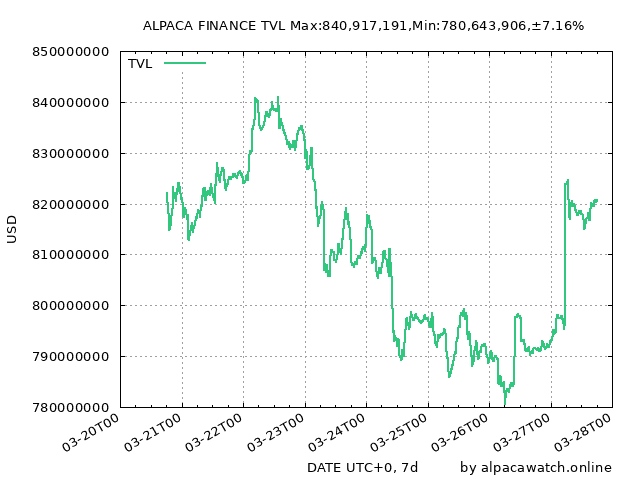 ALPACA FINANCE TVL Max:840,917,191,Min:780,643,906,±7.16%
850000000
TVL
840000000
830000000
820000000
USD
810000000
800000000
790000000
780000000
03-20T00
03-21T00
03-22T00
03-23T00
03-24T00
03-25T00
03-26T00
03-27T00
03-28T00
DATE UTC+0, 7d
by alpacawatch.online